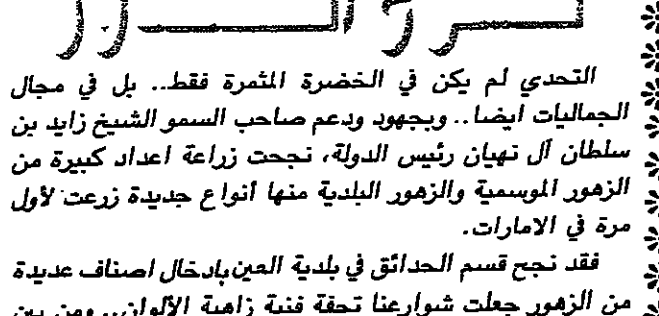 التحدي لم يكن في الخضرة المثمرة فقط.. بل في مجال
الجماليات ايضا.. وبجهود ودعم صاحب السمو الشيخ زايد بن
سلطان آل نهيان رئيس الدولة، نجحت زراعة اعداد كبيرة من
الزهور الموسمية والزهور البلدية منها أنواع جديدة زرعت لأول
مرة في الامارات.
فقد نجح قسم الحدائق في بلدية العين بادخال اصناف عديدة
من الزهور جعلت شوارعنا تحفة فنية زاهية الألوان.. ومن بين